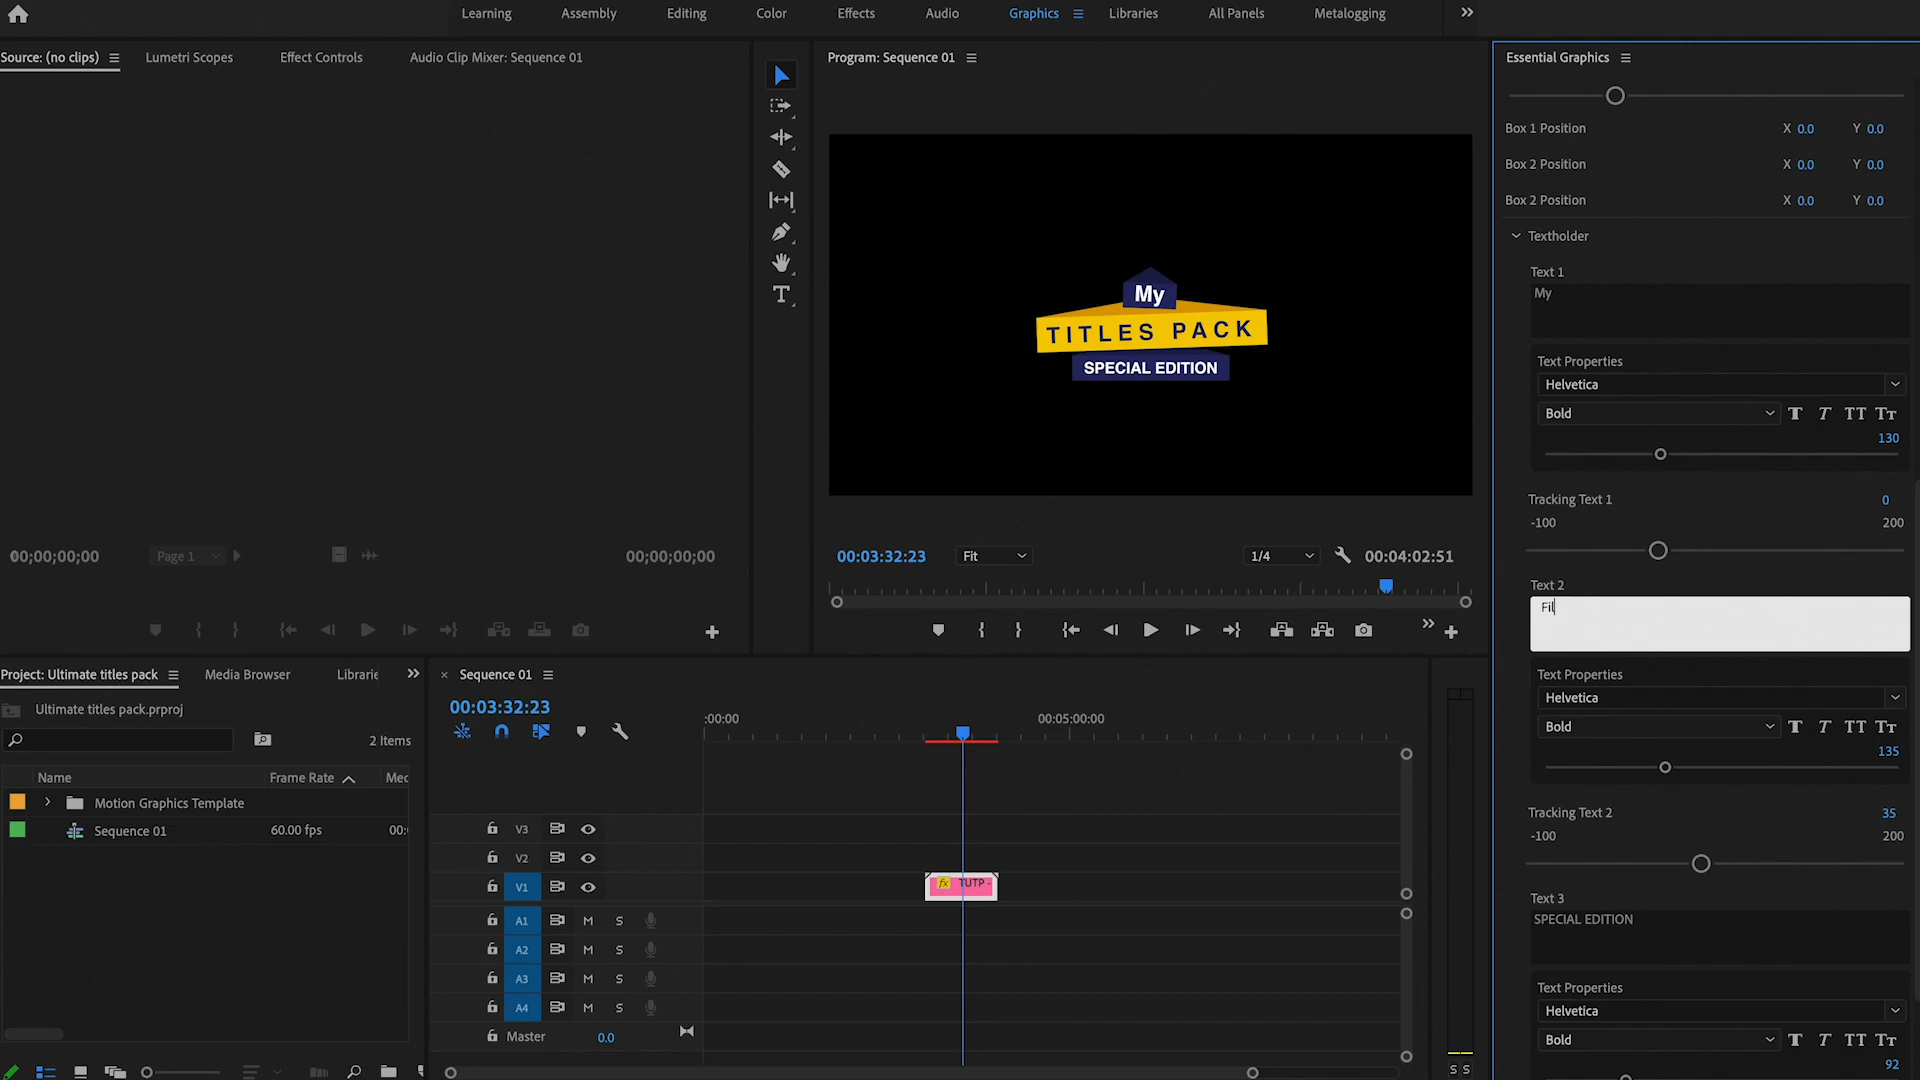 Learning Assembly Editing Color Effects Audio Graphics Libraries All Panels Metalogging
Source: (no clips) Lumetri Scopes Effect Controls Audio Clip Mixer: Sequence 01
Program: Sequence 01
Essential Graphics
Box 1 Position X 0.0 Y 0.0
Box 2 Position X 0.0 Y 0.0
Box 2 Position X 0.0 Y 0.0
Textholder
Text 1
My
Text Properties
Helvetica
Bold T T TT Tт
130
Tracking Text 1 0
-100 200
Text 2
Fil
Text Properties
Helvetica
Bold T T TT Tт
135
Tracking Text 2 35
-100 200
Text 3
SPECIAL EDITION
Text Properties
Helvetica
Bold T T TT Tт
92
My
TITLES PACK
SPECIAL EDITION
00;00;00;00 Page 1 00;00;00;00
00:03:32:23 Fit 1/4 00:04:02:51
Project: Ultimate titles pack Media Browser Librarie
Ultimate titles pack.prproj
2 Items
Name Frame Rate Mec
Motion Graphics Template
Sequence 01 60.00 fps 00:
Sequence 01
00:03:32:23
:00:00 00:05:00:00
V3
V2
V1 fx TUTP -
A1 M S
A2 M S
A3 M S
A4 M S
Master 0.0
S S